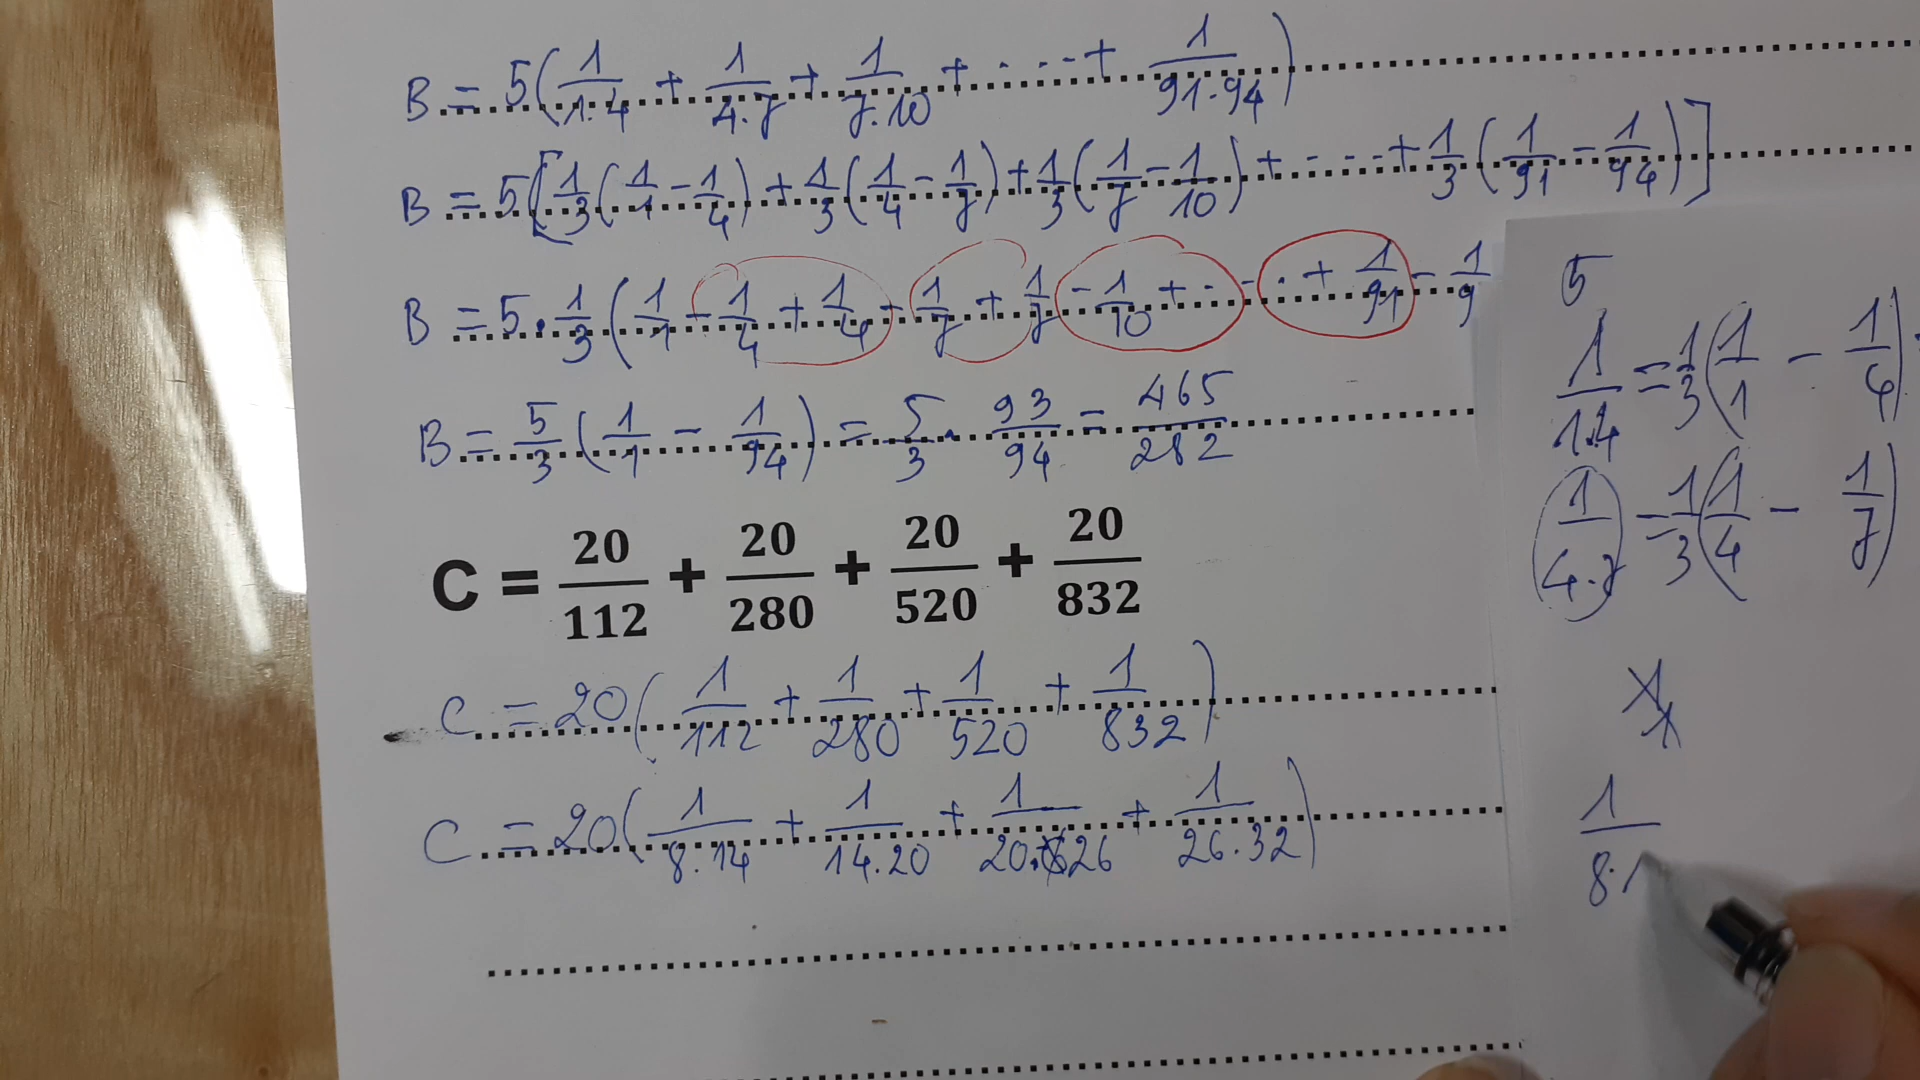 B = 5(1/1.4 + 1/4.7 + 1/7.10 + ... + 1/91.94)
B = 5[1/3(1/1 - 1/4) + 1/3(1/4 - 1/7) + 1/3(1/7 - 1/10) + ... + 1/3(1/91 - 1/94)]
B = 5.1/3(1/1 - 1/4 + 1/4 - 1/7 + 1/7 - 1/10 + ... + 1/91 - 1/9
B = 5/3(1/1 - 1/94) = 5/3 . 93/94 = 465/282
C = 20/112 + 20/280 + 20/520 + 20/832
C = 20(1/112 + 1/280 + 1/520 + 1/832)
C = 20(1/8.14 + 1/14.20 + 1/20.26 + 1/26.32)
5
1/1.4 = 1/3(1/1 - 1/4)
1/4.7 = 1/3(1/4 - 1/7)
1/8.1